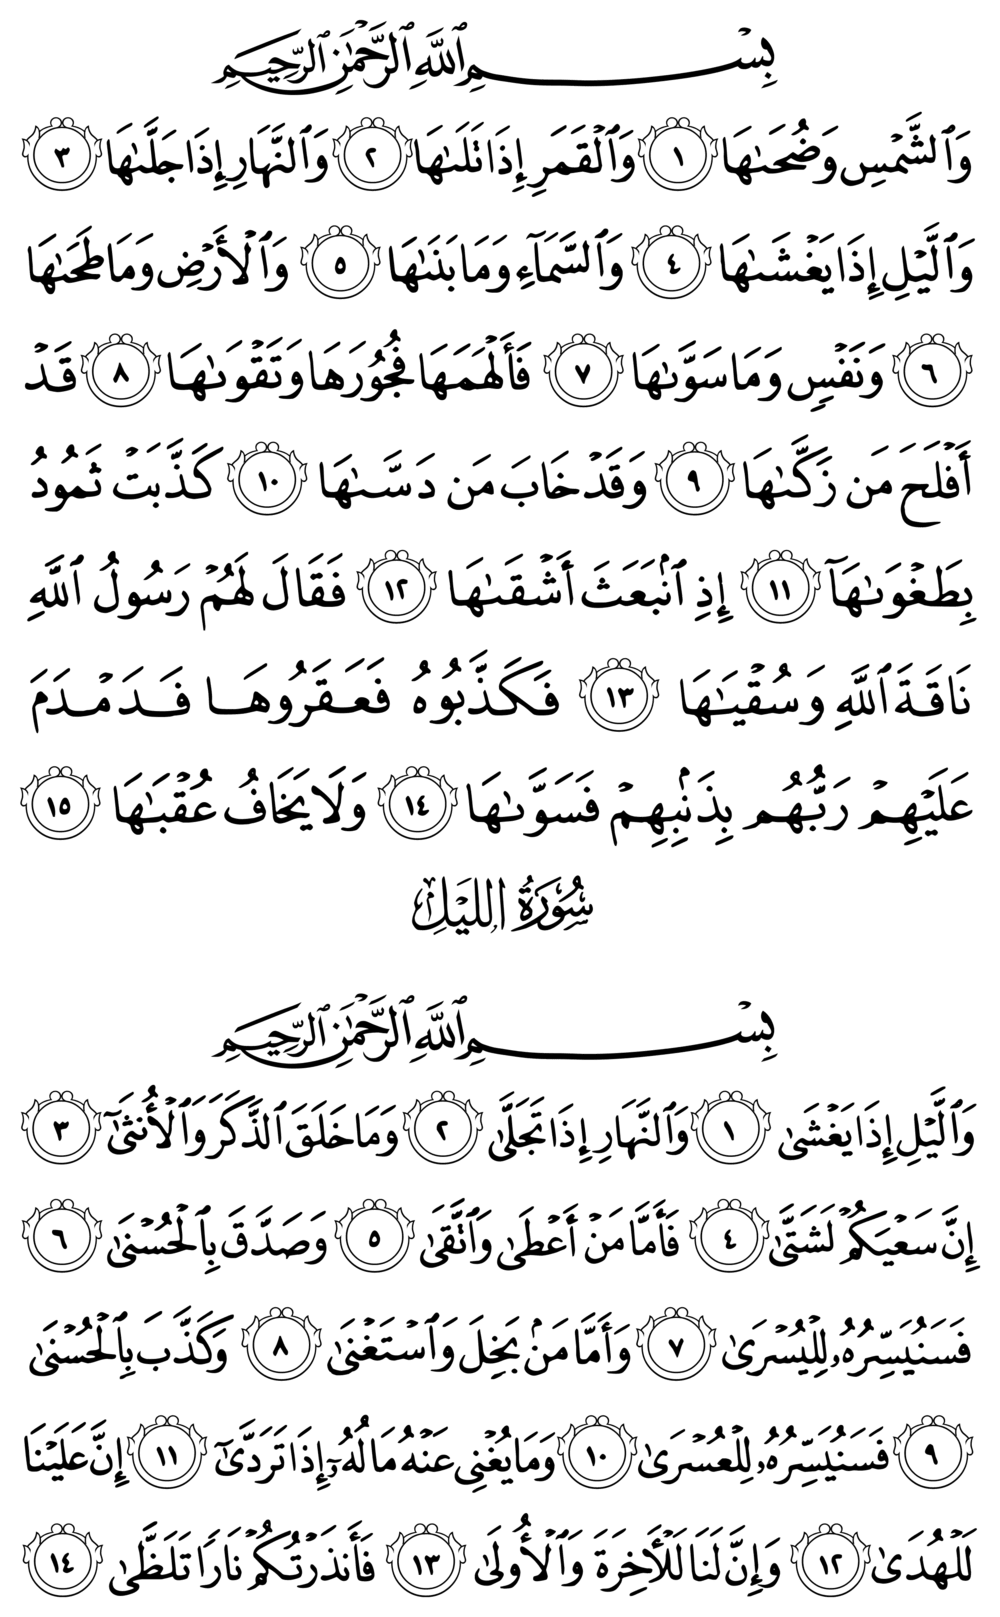 بِسۡمِ ٱللَّهِ ٱلرَّحۡمَٰنِ ٱلرَّحِيمِ
وَٱلشَّمۡسِ وَضُحَىٰهَا ١ وَٱلۡقَمَرِ إِذَا تَلَىٰهَا ٢ وَٱلنَّهَارِ إِذَا جَلَّىٰهَا ٣
وَٱلَّيۡلِ إِذَا يَغۡشَىٰهَا ٤ وَٱلسَّمَآءِ وَمَا بَنَىٰهَا ٥ وَٱلۡأَرۡضِ وَمَا طَحَىٰهَا
٦ وَنَفۡسٖ وَمَا سَوَّىٰهَا ٧ فَأَلۡهَمَهَا فُجُورَهَا وَتَقۡوَىٰهَا ٨ قَدۡ
أَفۡلَحَ مَن زَكَّىٰهَا ٩ وَقَدۡ خَابَ مَن دَسَّىٰهَا ١٠ كَذَّبَتۡ ثَمُودُ
بِطَغۡوَىٰهَآ ١١ إِذِ ٱنۢبَعَثَ أَشۡقَىٰهَا ١٢ فَقَالَ لَهُمۡ رَسُولُ ٱللَّهِ
نَاقَةَ ٱللَّهِ وَسُقۡيَٰهَا ١٣ فَكَذَّبُوهُ فَعَقَرُوهَا فَدَمۡدَمَ
عَلَيۡهِمۡ رَبُّهُم بِذَنۢبِهِمۡ فَسَوَّىٰهَا ١٤ وَلَا يَخَافُ عُقۡبَٰهَا ١٥
سُورَةُ اللَّيۡلِ
بِسۡمِ ٱللَّهِ ٱلرَّحۡمَٰنِ ٱلرَّحِيمِ
وَٱلَّيۡلِ إِذَا يَغۡشَىٰ ١ وَٱلنَّهَارِ إِذَا تَجَلَّىٰ ٢ وَمَا خَلَقَ ٱلذَّكَرَ وَٱلۡأُنثَىٰٓ ٣
إِنَّ سَعۡيَكُمۡ لَشَتَّىٰ ٤ فَأَمَّا مَنۡ أَعۡطَىٰ وَٱتَّقَىٰ ٥ وَصَدَّقَ بِٱلۡحُسۡنَىٰ ٦
فَسَنُيَسِّرُهُۥ لِلۡيُسۡرَىٰ ٧ وَأَمَّا مَنۢ بَخِلَ وَٱسۡتَغۡنَىٰ ٨ وَكَذَّبَ بِٱلۡحُسۡنَىٰ
٩ فَسَنُيَسِّرُهُۥ لِلۡعُسۡرَىٰ ١٠ وَمَا يُغۡنِي عَنۡهُ مَالُهُۥٓ إِذَا تَرَدَّىٰٓ ١١ إِنَّ عَلَيۡنَا
لَلۡهُدَىٰ ١٢ وَإِنَّ لَنَا لَلۡأٓخِرَةَ وَٱلۡأُولَىٰ ١٣ فَأَنذَرۡتُكُمۡ نَارٗا تَلَظَّىٰ ١٤